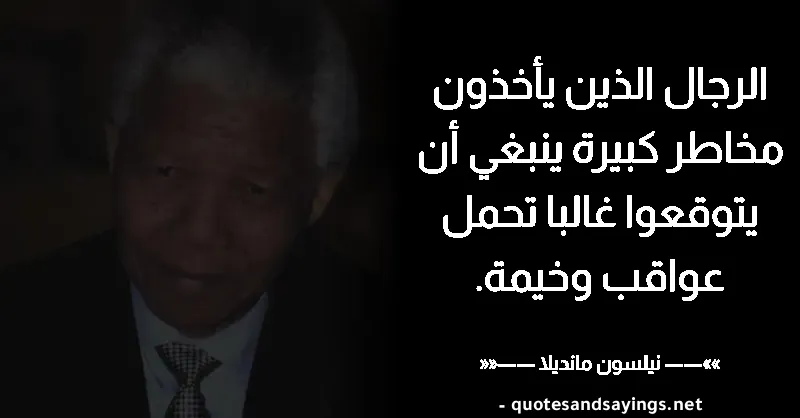 الرجال الذين يأخذون
مخاطر كبيرة ينبغي أن
يتوقعوا غالبا تحمل
عواقب وخيمة.
»»—— نيلسون مانديلا ——««
- quotesandsayings.net